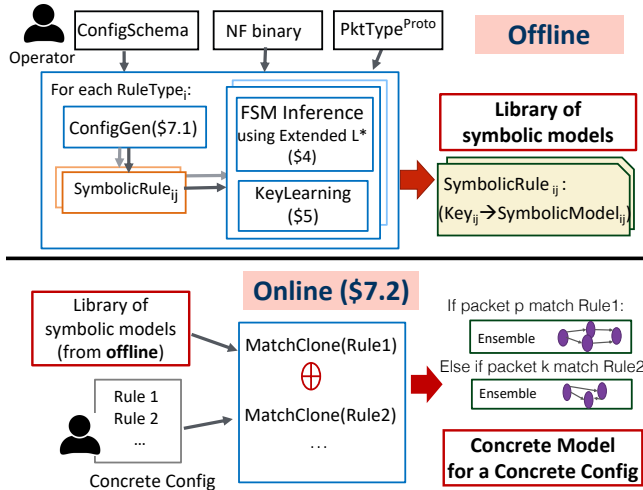 ConfigSchema
NF binary
PktType^Proto
Offline
Operator
For each RuleType_i:
ConfigGen($7.1)
SymbolicRule_ij
FSM Inference
using Extended L*
($4)
KeyLearning
($5)
Library of
symbolic models
SymbolicRule_ij :
(Key_ij→SymbolicModel_ij)
Online ($7.2)
Library of
symbolic models
(from offline)
Rule 1
Rule 2
...
Concrete Config
MatchClone(Rule1)
⊕
MatchClone(Rule2)
...
If packet p match Rule1:
Ensemble
Else if packet k match Rule2
Ensemble
Concrete Model
for a Concrete Config